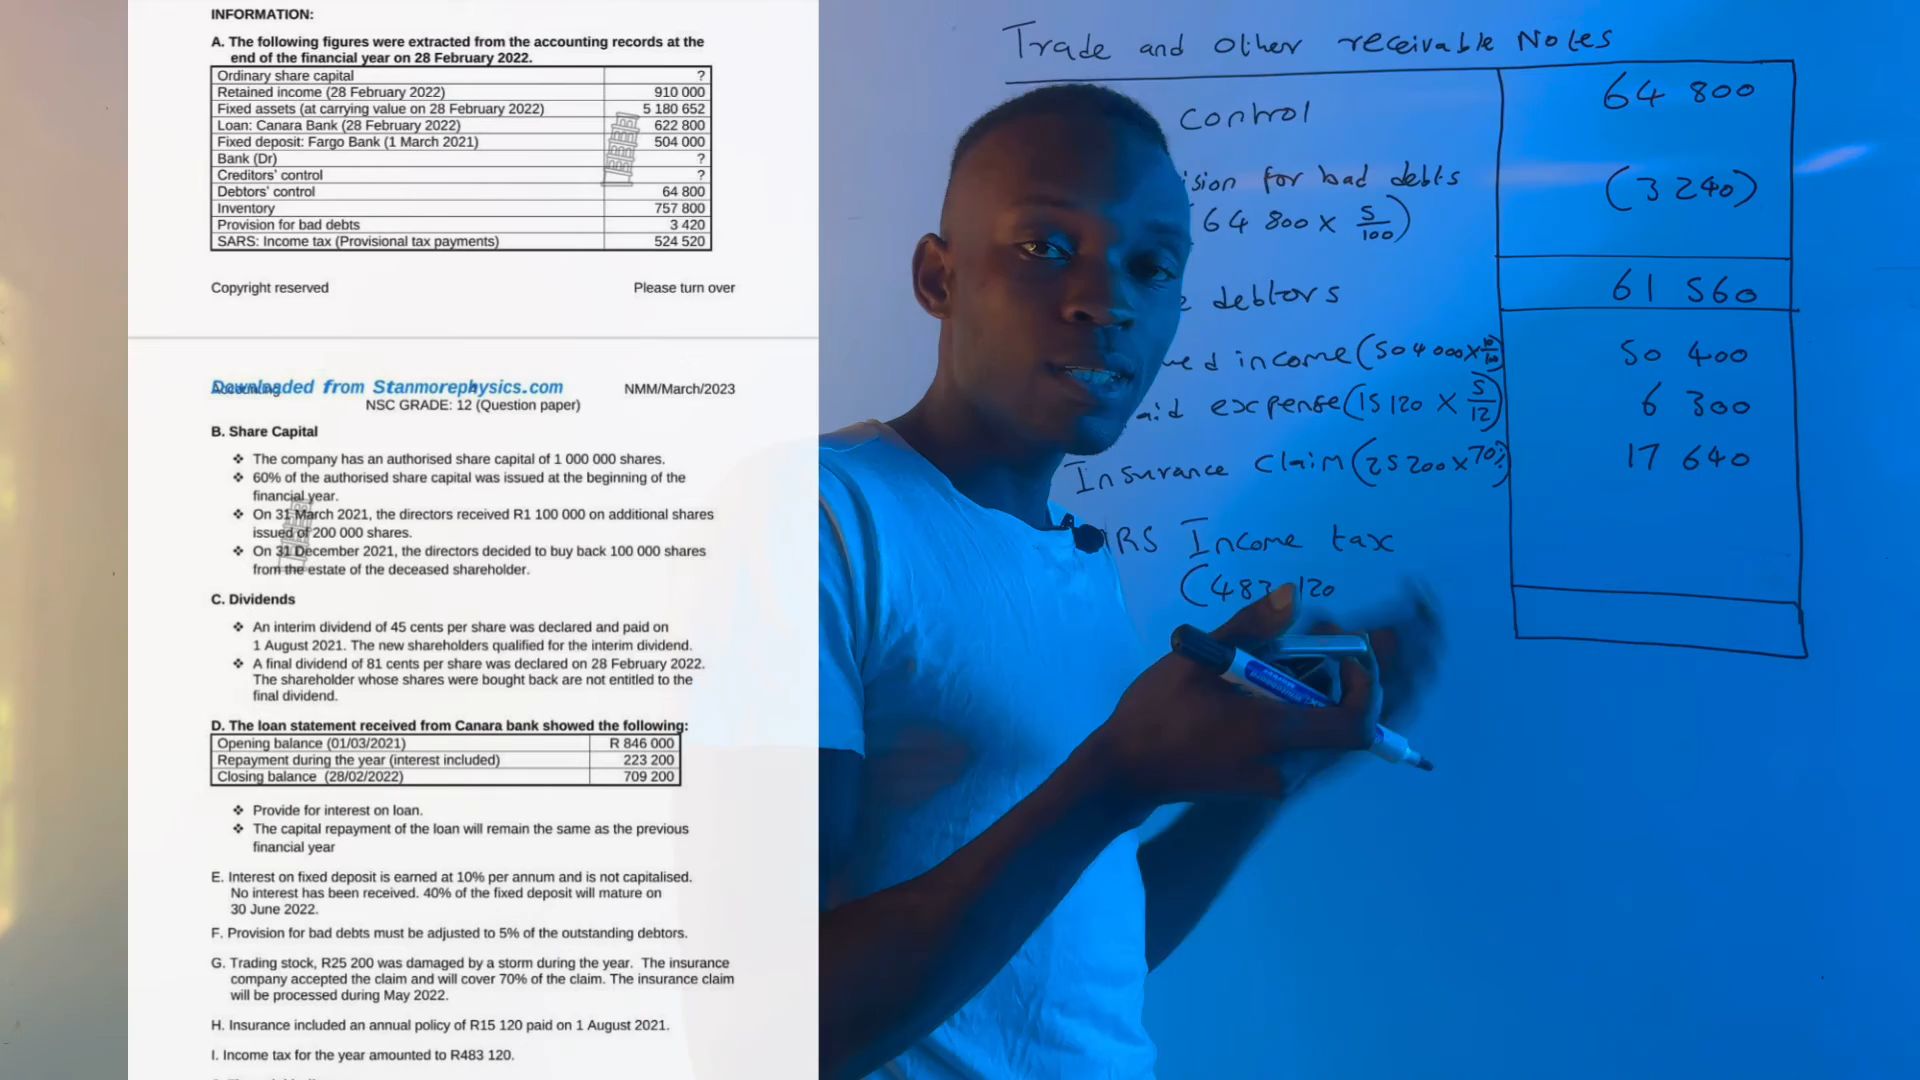 INFORMATION:
A. The following figures were extracted from the accounting records at the
end of the financial year on 28 February 2022.
Ordinary share capital ?
Retained income (28 February 2022) 910 000
Fixed assets (at carrying value on 28 February 2022) 5 180 652
Loan: Canara Bank (28 February 2022) 622 800
Fixed deposit: Fargo Bank (1 March 2021) 504 000
Bank (Dr) ?
Creditors' control ?
Debtors' control 64 800
Inventory 757 800
Provision for bad debts 3 420
SARS: Income tax (Provisional tax payments) 524 520
Copyright reserved Please turn over
Accounting Downloaded from Stanmorephysics.com NMM/March/2023
NSC GRADE: 12 (Question paper)
B. Share Capital
❖ The company has an authorised share capital of 1 000 000 shares.
❖ 60% of the authorised share capital was issued at the beginning of the
financial year.
❖ On 31 March 2021, the directors received R1 100 000 on additional shares
issued of 200 000 shares.
❖ On 31 December 2021, the directors decided to buy back 100 000 shares
from the estate of the deceased shareholder.
C. Dividends
❖ An interim dividend of 45 cents per share was declared and paid on
1 August 2021. The new shareholders qualified for the interim dividend.
❖ A final dividend of 81 cents per share was declared on 28 February 2022.
The shareholder whose shares were bought back are not entitled to the
final dividend.
D. The loan statement received from Canara bank showed the following:
Opening balance (01/03/2021) R 846 000
Repayment during the year (interest included) 223 200
Closing balance (28/02/2022) 709 200
❖ Provide for interest on loan.
❖ The capital repayment of the loan will remain the same as the previous
financial year
E. Interest on fixed deposit is earned at 10% per annum and is not capitalised.
No interest has been received. 40% of the fixed deposit will mature on
30 June 2022.
F. Provision for bad debts must be adjusted to 5% of the outstanding debtors.
G. Trading stock, R25 200 was damaged by a storm during the year. The insurance
company accepted the claim and will cover 70% of the claim. The insurance claim
will be processed during May 2022.
H. Insurance included an annual policy of R15 120 paid on 1 August 2021.
I. Income tax for the year amounted to R483 120.
Trade and Other receivable Notes
control 64 800
ision for bad debts (3 240)
64 800 x 5/100)
debtors 61 560
ed income (504 000 x 10/100) 50 400
aid expense (15 120 x 5/12) 6 300
Insurance claim (25 200 x 70%) 17 640
RS Income tax
(483 120